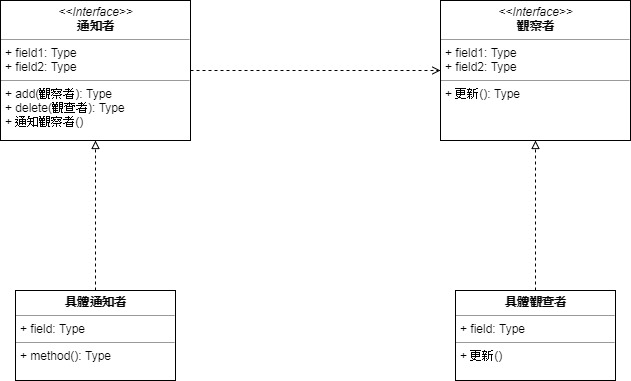 <<Interface>>
通知者
+ field1: Type
+ field2: Type
+ add(觀察者): Type
+ delete(觀查者): Type
+ 通知觀察者()
<<Interface>>
觀察者
+ field1: Type
+ field2: Type
+ 更新(): Type
具體通知者
+ field: Type
+ method(): Type
具體觀查者
+ field: Type
+ 更新()